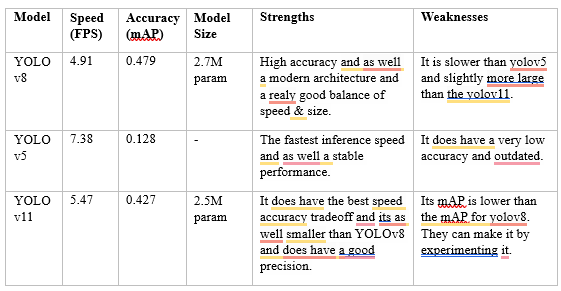 Model Speed (FPS) Accuracy (mAP) Model Size Strengths Weaknesses
YOLO v8 4.91 0.479 2.7M param
High accuracy and as well
a modern architecture and
a realy good balance of
speed & size.
It is slower than yolov5
and slightly more large
than the yolov11.
YOLO v5 7.38 0.128 -
The fastest inference speed
and as well a stable
performance.
It does have a very low
accuracy and outdated.
YOLO v11 5.47 0.427 2.5M param
It does have the best speed
accuracy tradeoff and its as
well smaller than YOLOv8
and does have a good
precision.
Its mAP is lower than
the mAP for yolov8.
They can make it by
experimenting it.